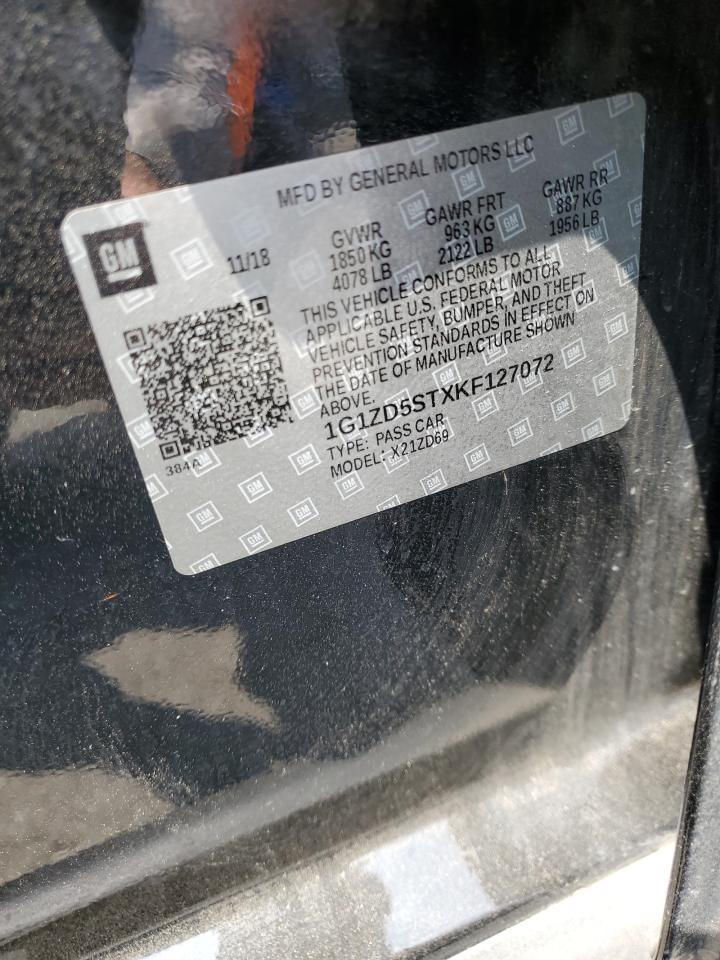 MFD BY GENERAL MOTORS LLC
GM
11/18
GVWR
1850 KG
4078 LB
GAWR FRT
963 KG
2122 LB
GAWR RR
887 KG
1956 LB
THIS VEHICLE CONFORMS TO ALL
APPLICABLE U.S. FEDERAL MOTOR
VEHICLE SAFETY, BUMPER, AND THEFT
PREVENTION STANDARDS IN EFFECT ON
THE DATE OF MANUFACTURE SHOWN
ABOVE.
1G1ZD5STXKF127072
TYPE: PASS CAR
MODEL: X21ZD69
384A